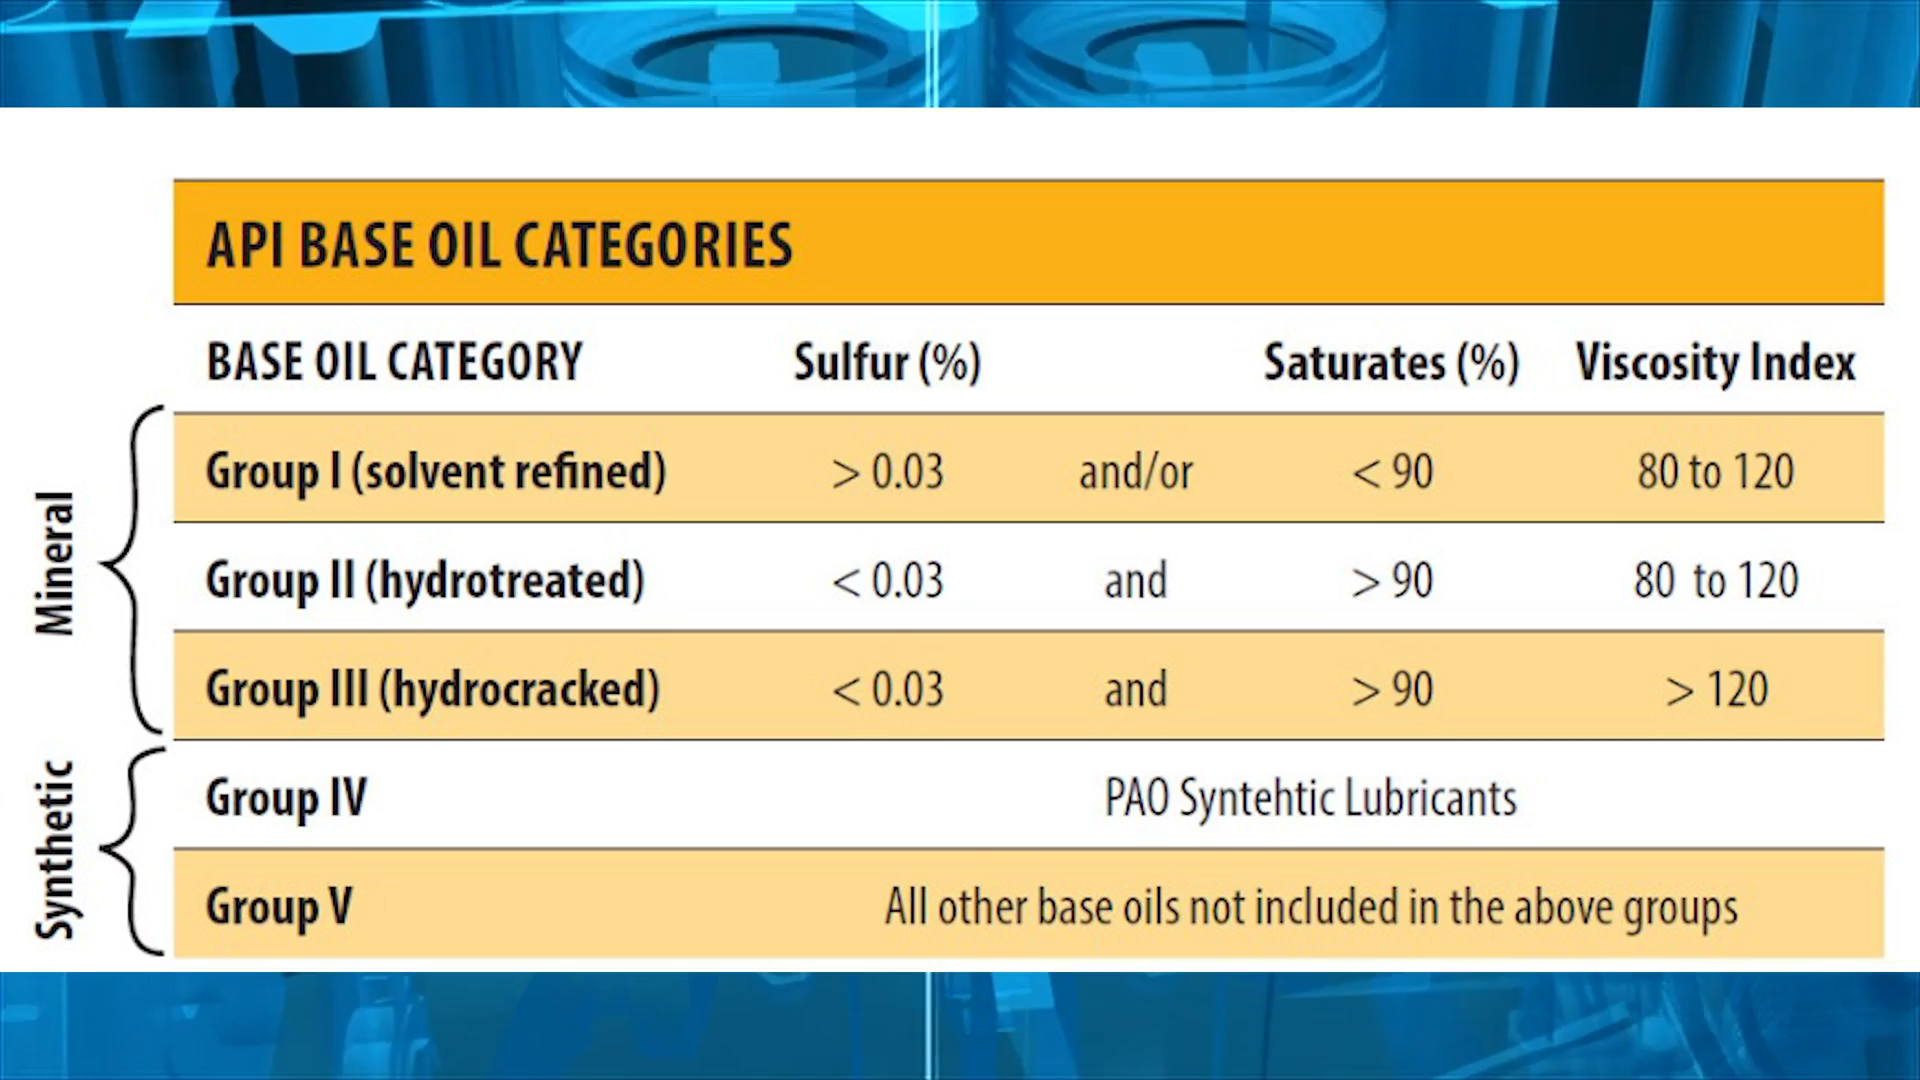 API BASE OIL CATEGORIES
BASE OIL CATEGORY Sulfur (%) Saturates (%) Viscosity Index
Mineral
Group I (solvent refined) > 0.03 and/or < 90 80 to 120
Group II (hydrotreated) < 0.03 and > 90 80 to 120
Group III (hydrocracked) < 0.03 and > 90 > 120
Synthetic
Group IV PAO Syntehtic Lubricants
Group V All other base oils not included in the above groups